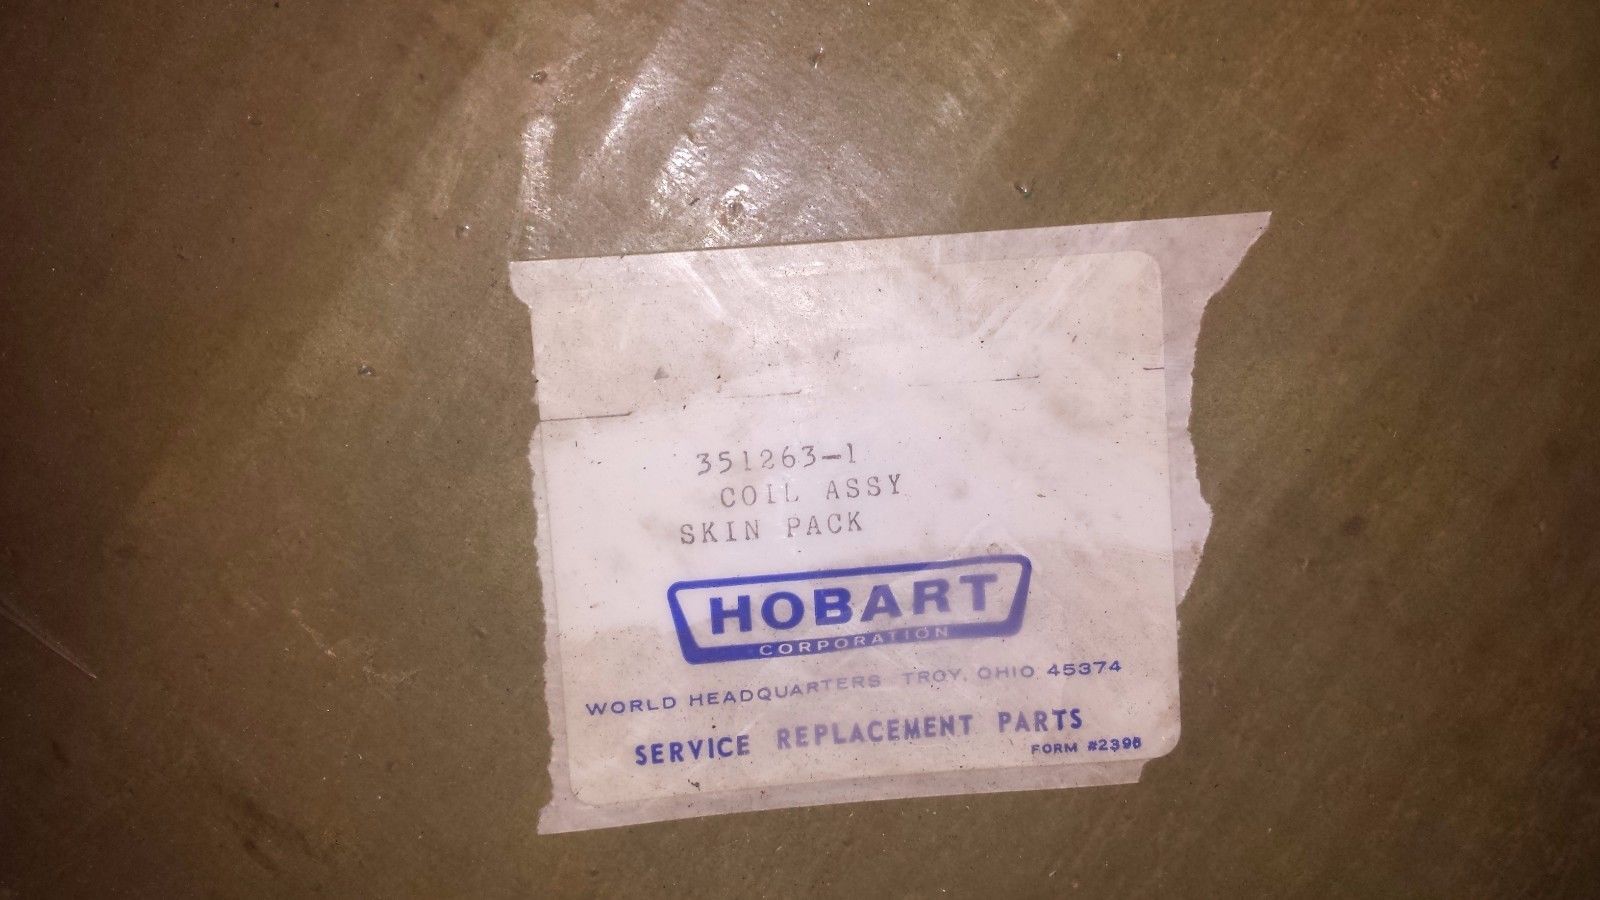 351263-1
COIL ASSY
SKIN PACK
HOBART
CORPORATION
WORLD HEADQUARTERS TROY, OHIO 45374
SERVICE REPLACEMENT PARTS
FORM #2398